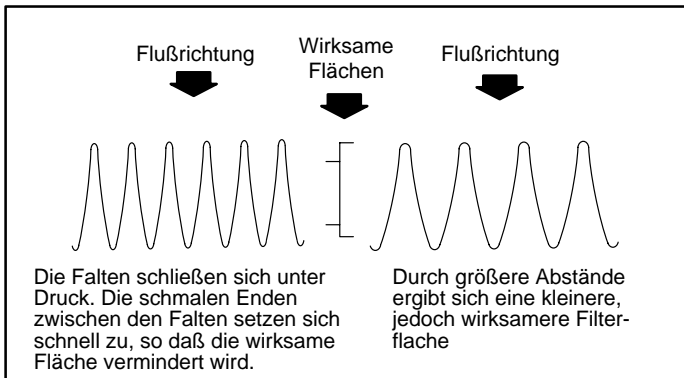 Flußrichtung
Wirksame
Flächen
Flußrichtung
Die Falten schließen sich unter
Druck. Die schmalen Enden
zwischen den Falten setzen sich
schnell zu, so daß die wirksame
Fläche vermindert wird.
Durch größere Abstände
ergibt sich eine kleinere,
jedoch wirksamere Filter-
flache